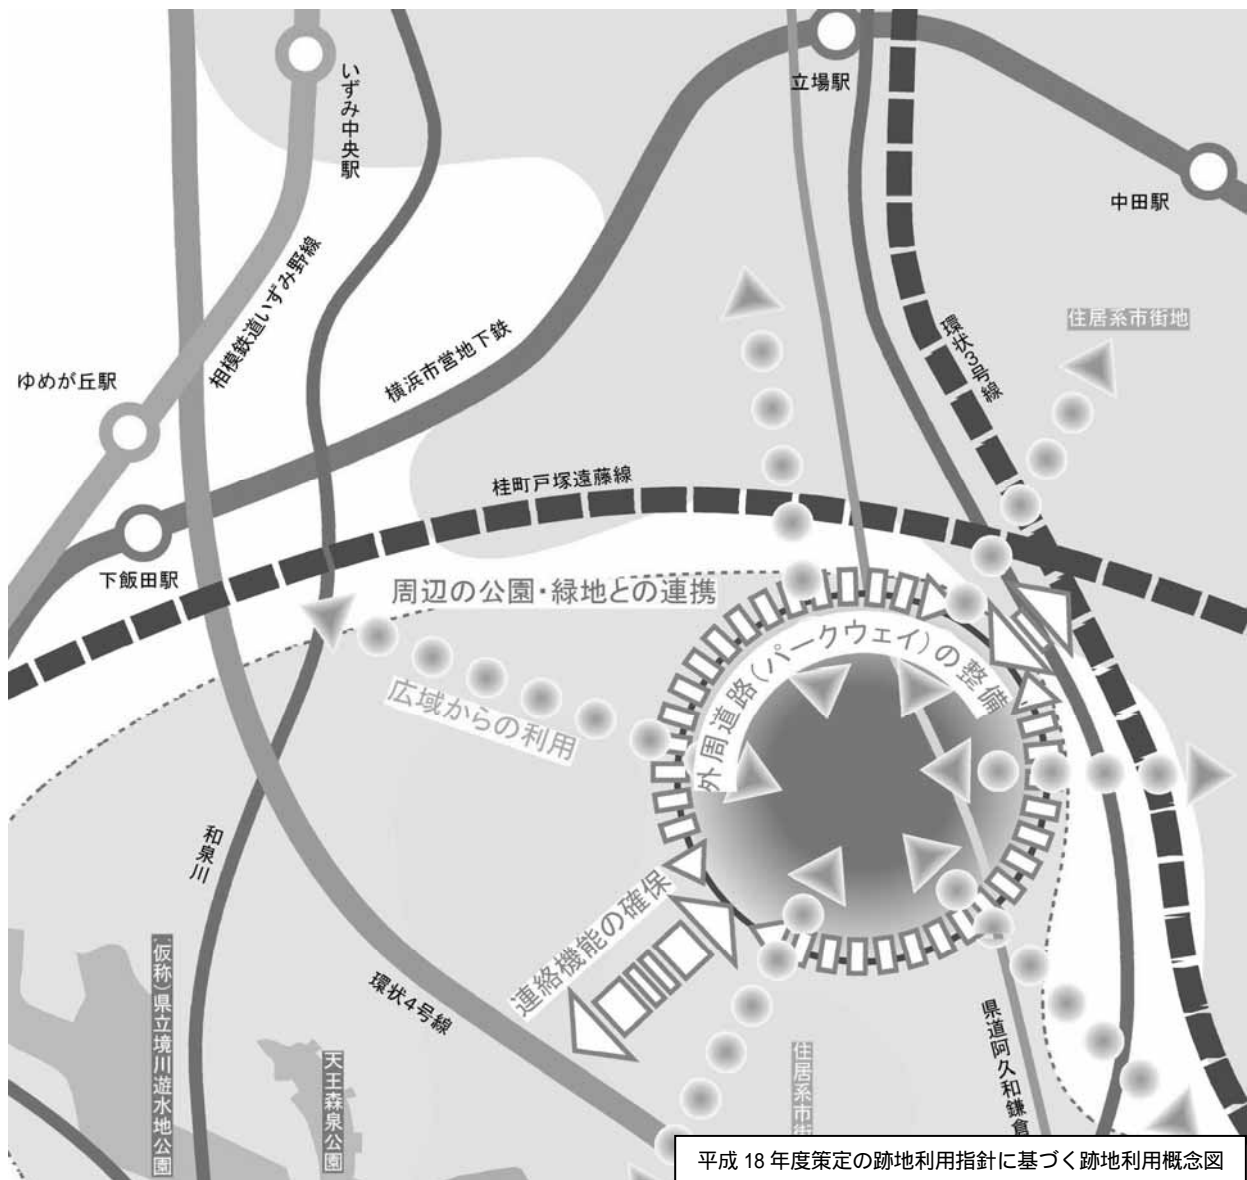 いずみ中央駅
立場駅
中田駅
相模鉄道いずみ野線
環状3号線
住居系市街地
横浜市営地下鉄
ゆめが丘駅
桂町戸塚遠藤線
下飯田駅
周辺の公園・緑地との連携
外周道路(パークウェイ)の整備
広域からの利用
和泉川
連絡機能の確保
環状4号線
(仮称)県立境川遊水地公園
天王森泉公園
住居系市街
県道阿久和鎌倉
平成18年度策定の跡地利用指針に基づく跡地利用概念図